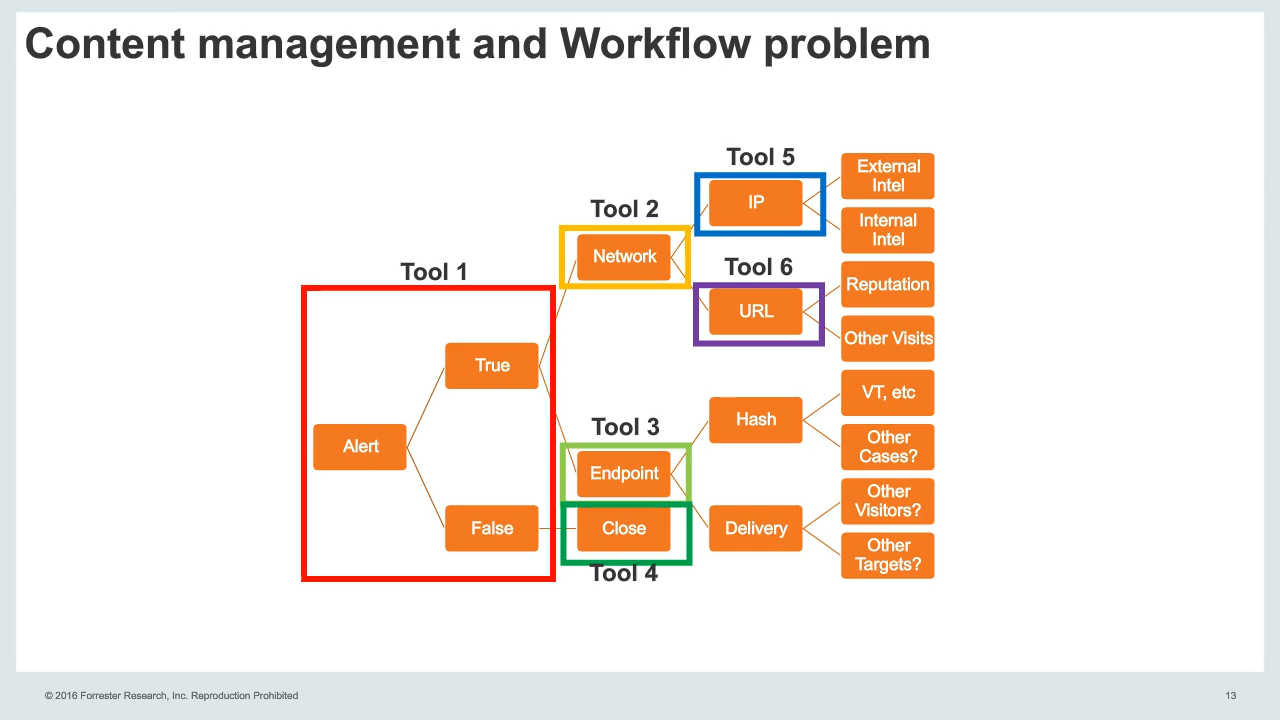 Content management and Workflow problem
Tool 5
External
Intel
IP
Tool 2
Internal
Intel
Network
Tool 6
Tool 1
Reputation
URL
Other Visits
True
VT, etc
Hash
Tool 3
Other
Cases?
Alert
Endpoint
Other
Visitors?
False
Close
Delivery
Other
Targets?
Tool 4
© 2016 Forrester Research, Inc. Reproduction Prohibited
13